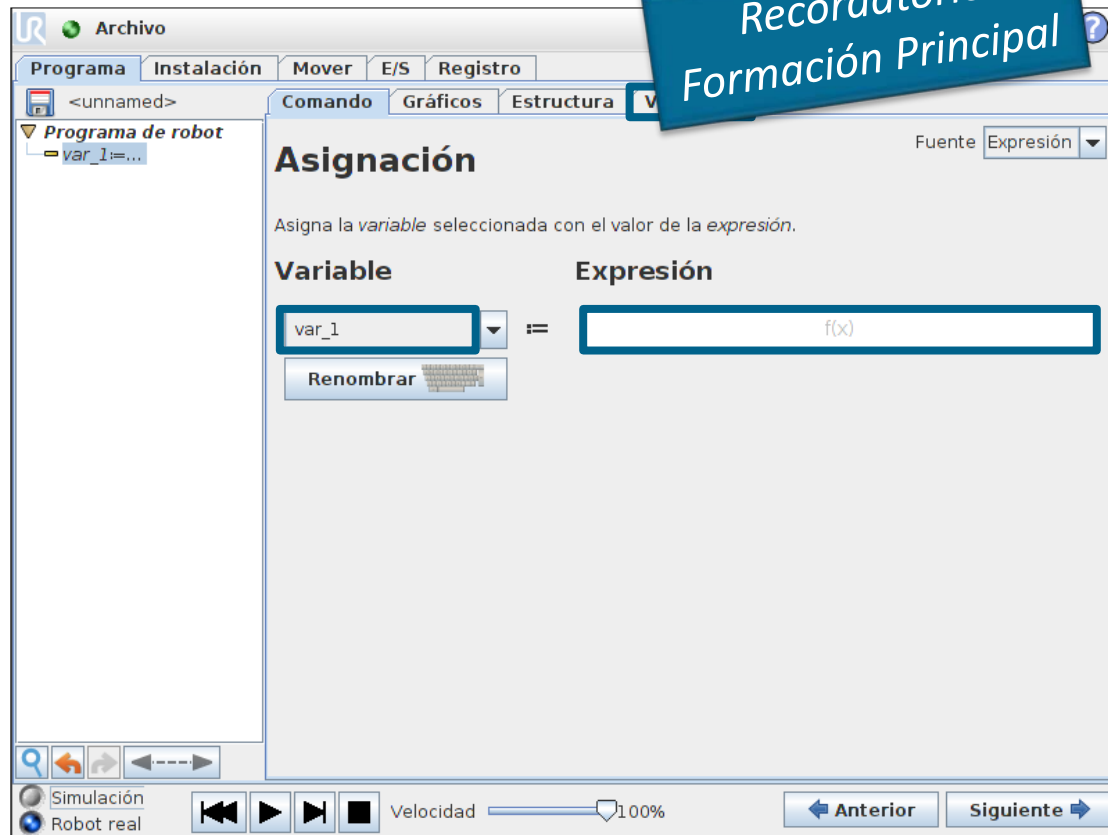 UR Archivo
Recordatorio
Formación Principal
?
Programa Instalación Mover E/S Registro
<unnamed>
Comando Gráficos Estructura V
Programa de robot
var_1≔...
Fuente Expresión
Asignación
Asigna la variable seleccionada con el valor de la expresión.
Variable Expresión
var_1 ≔ f(x)
Renombrar
Simulación
Robot real
Velocidad 100%
Anterior Siguiente